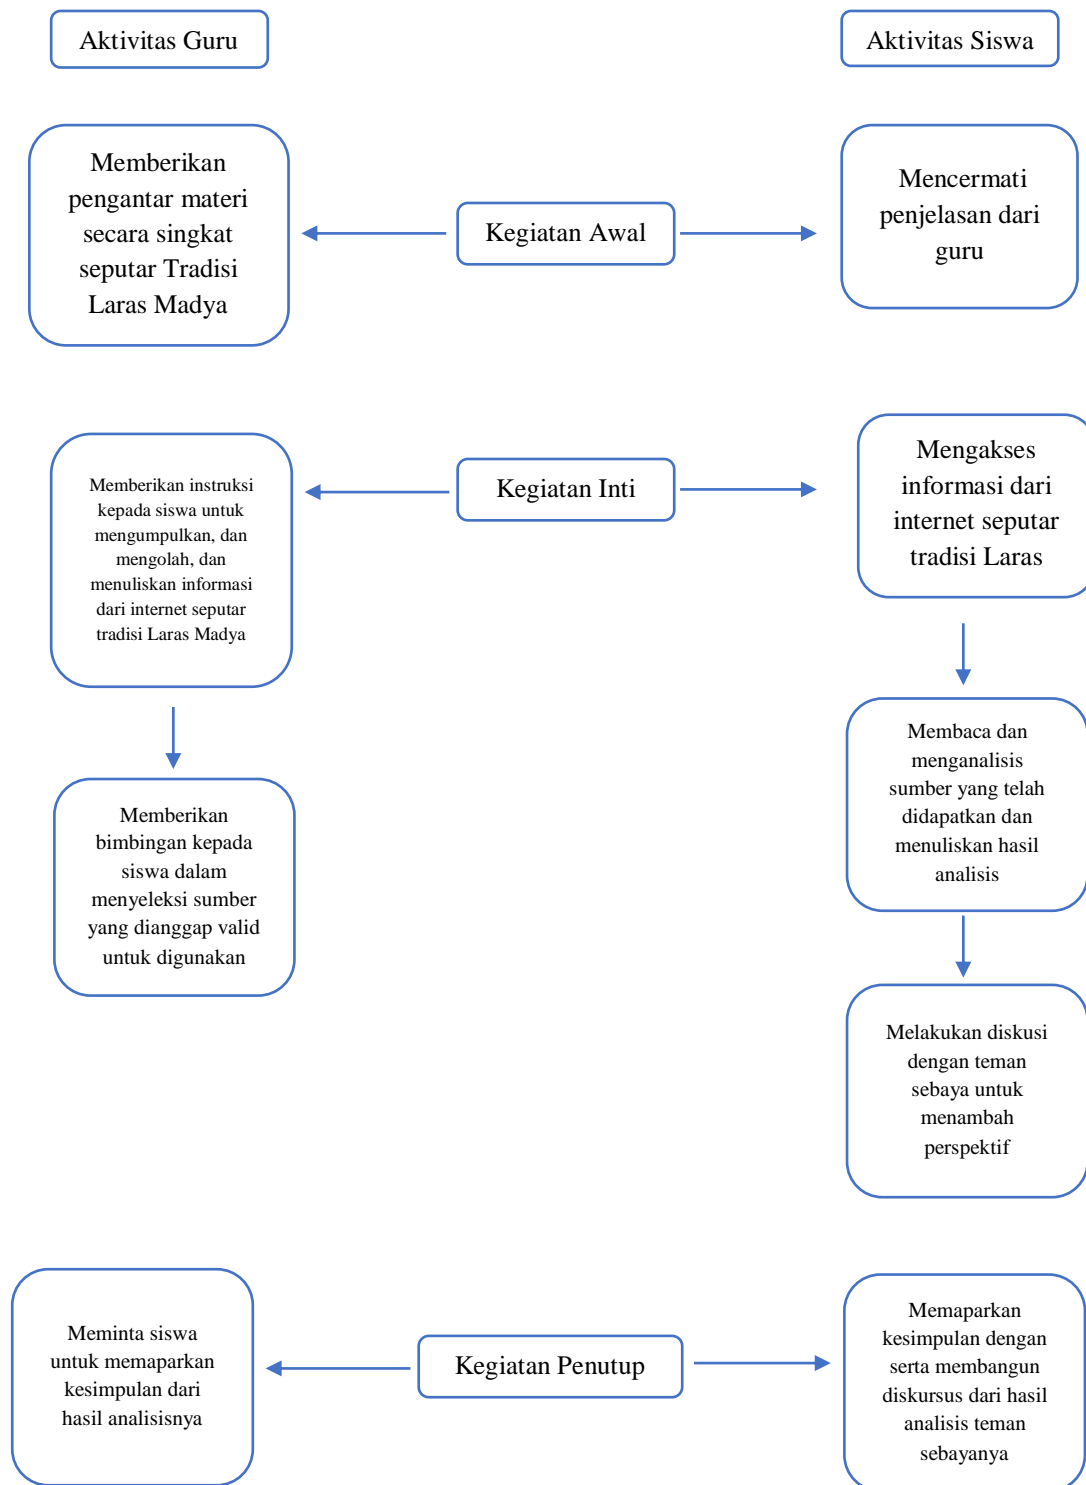 Aktivitas Guru
Aktivitas Siswa
Memberikan
pengantar materi
secara singkat
seputar Tradisi
Laras Madya
Kegiatan Awal
Mencermati
penjelasan dari
guru
Memberikan instruksi
kepada siswa untuk
mengumpulkan, dan
mengolah, dan
menuliskan informasi
dari internet seputar
tradisi Laras Madya
Kegiatan Inti
Mengakses
informasi dari
internet seputar
tradisi Laras
Memberikan
bimbingan kepada
siswa dalam
menyeleksi sumber
yang dianggap valid
untuk digunakan
Membaca dan
menganalisis
sumber yang telah
didapatkan dan
menuliskan hasil
analisis
Melakukan diskusi
dengan teman
sebaya untuk
menambah
perspektif
Meminta siswa
untuk memaparkan
kesimpulan dari
hasil analisisnya
Kegiatan Penutup
Memaparkan
kesimpulan dengan
serta membangun
diskursus dari hasil
analisis teman
sebayanya